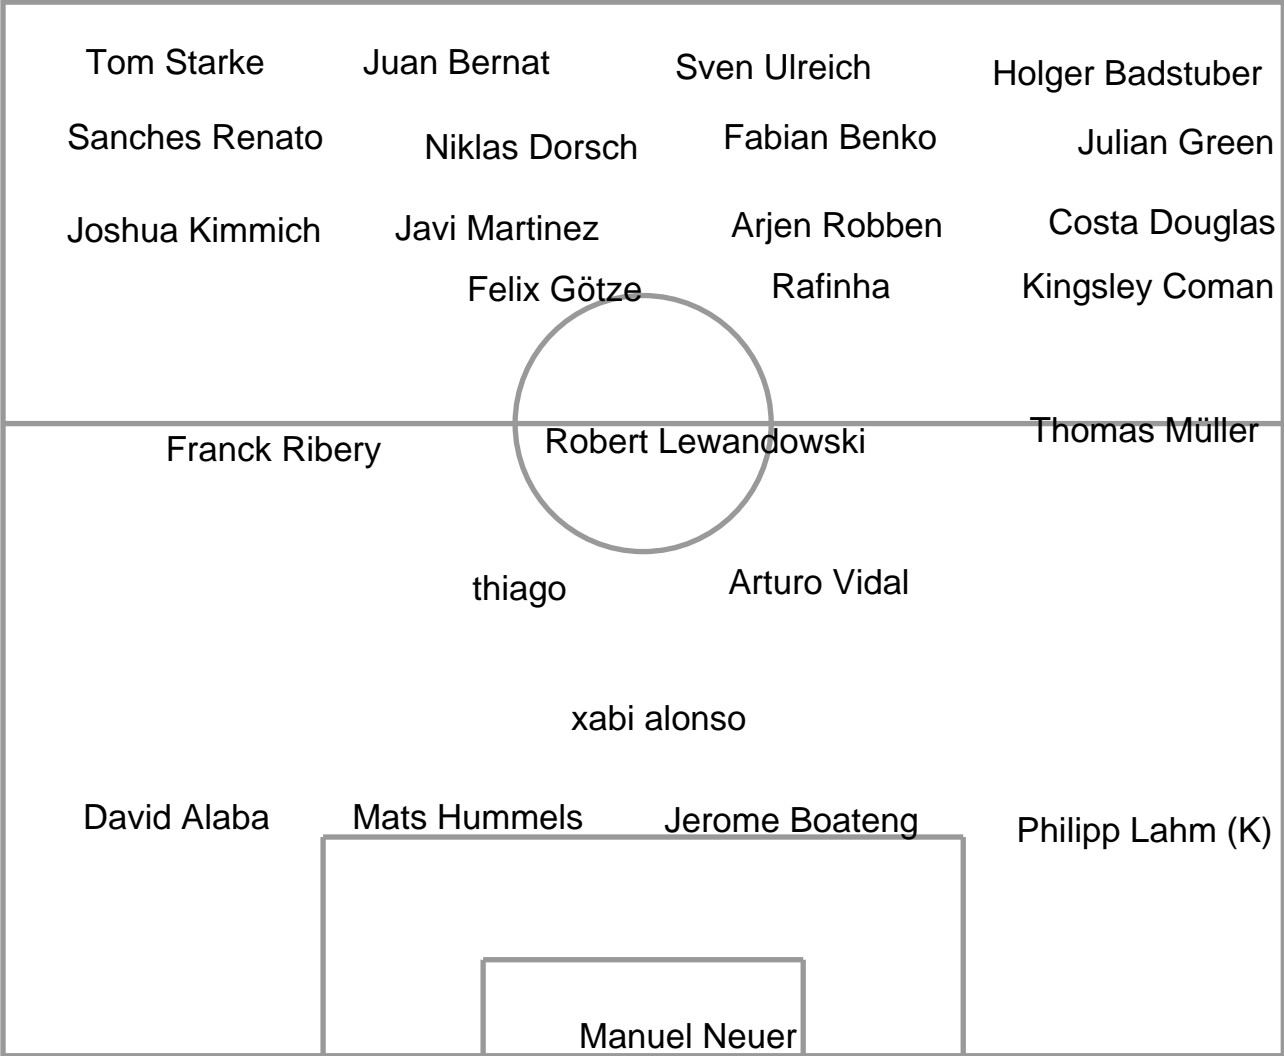 Tom Starke
Juan Bernat
Sven Ulreich
Holger Badstuber
Sanches Renato
Niklas Dorsch
Fabian Benko
Julian Green
Joshua Kimmich
Javi Martinez
Arjen Robben
Costa Douglas
Felix Götze
Rafinha
Kingsley Coman
Franck Ribery
Robert Lewandowski
Thomas Müller
thiago
Arturo Vidal
xabi alonso
David Alaba
Mats Hummels
Jerome Boateng
Philipp Lahm (K)
Manuel Neuer